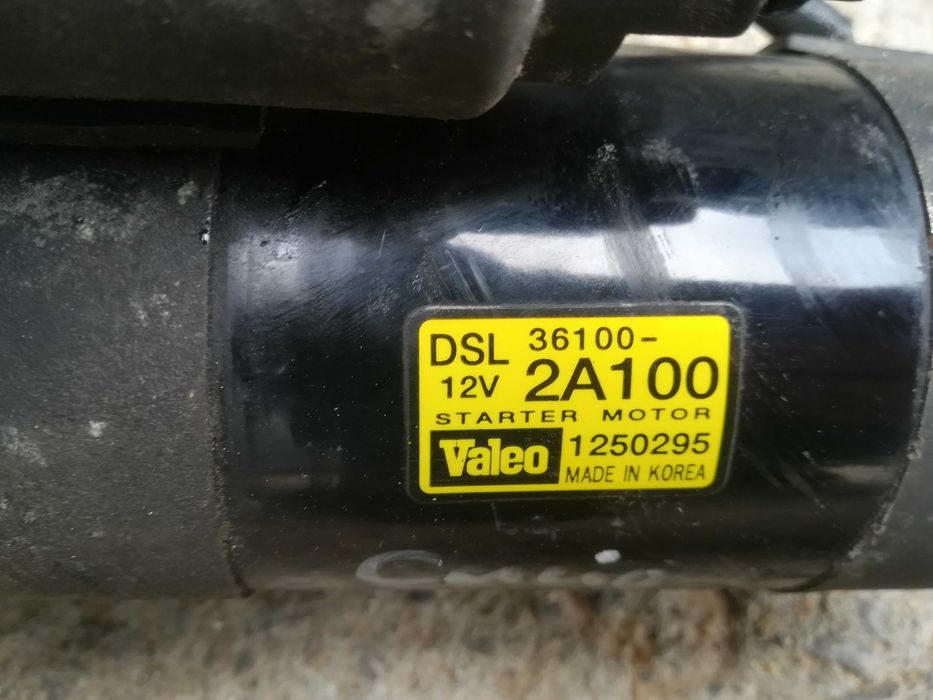 DSL 36100-
12V 2A100
STARTER MOTOR
Valeo 1250295
MADE IN KOREA